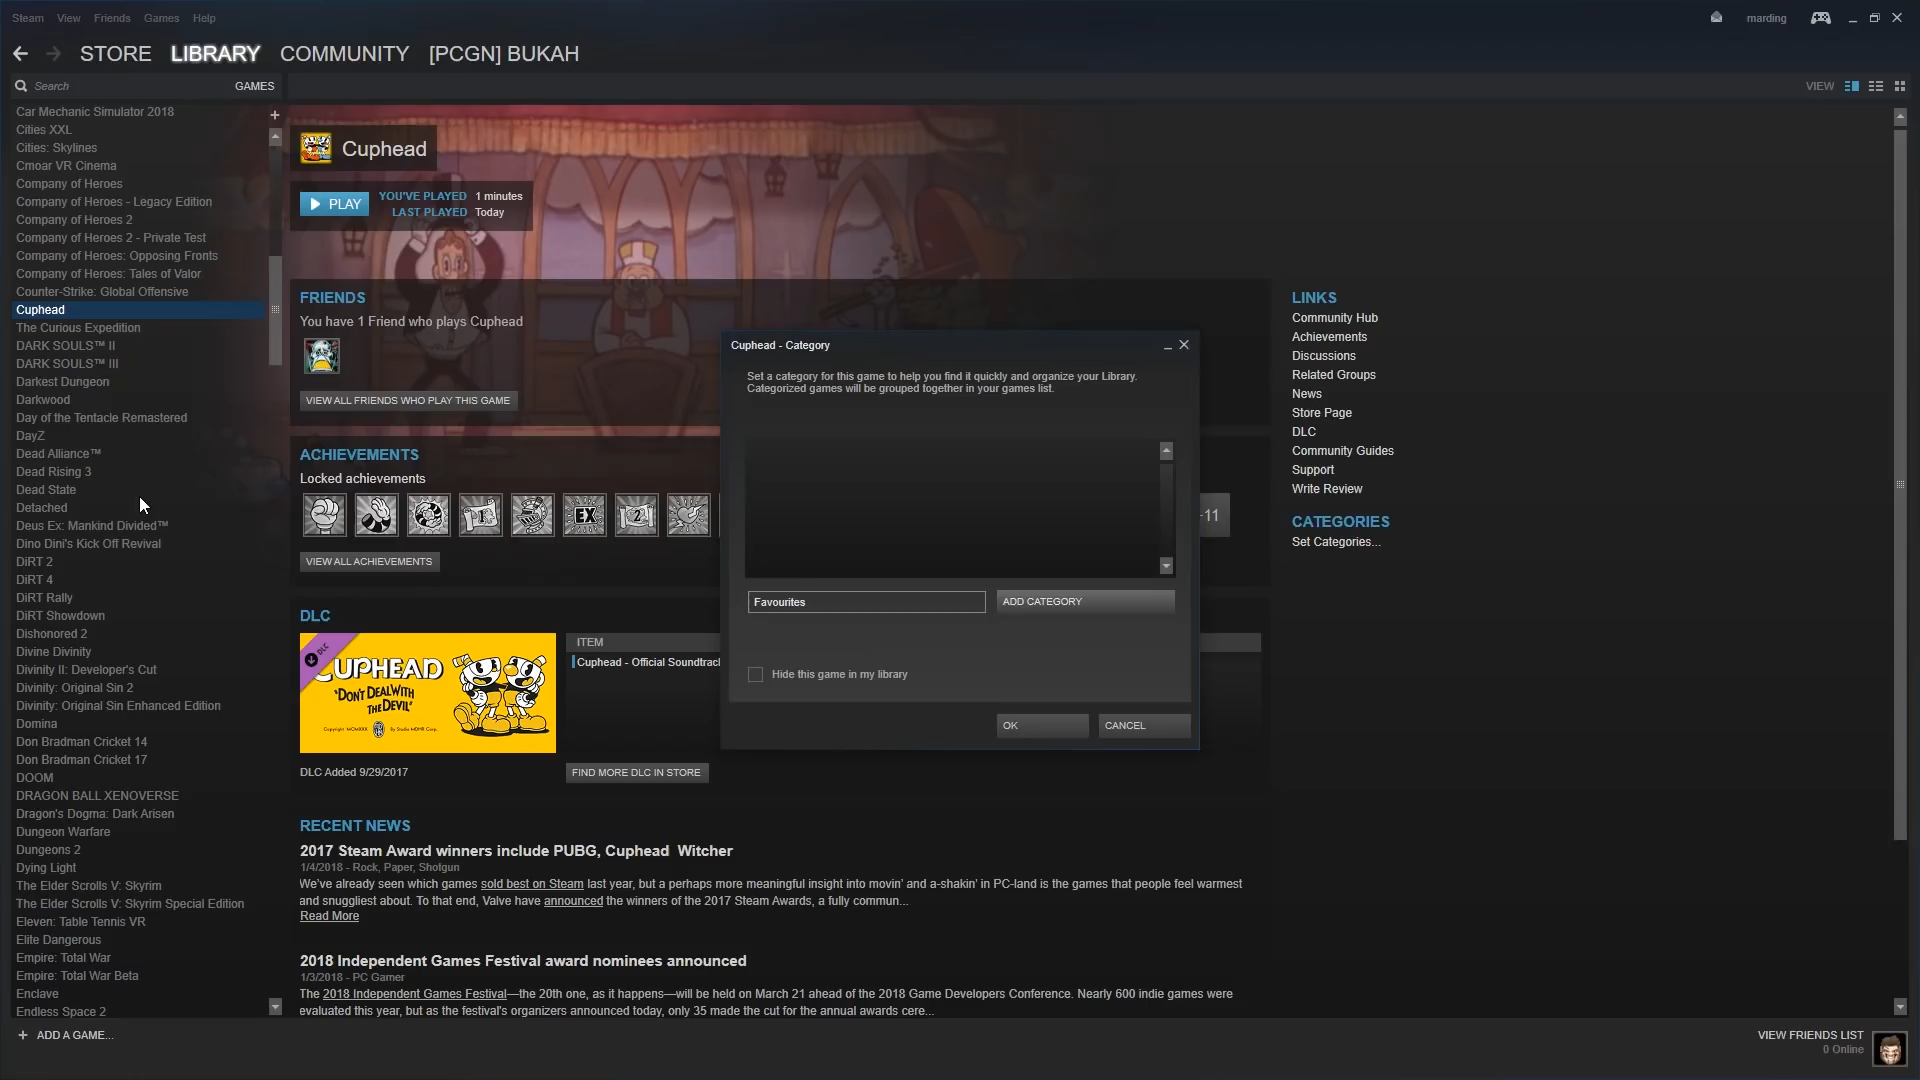 Steam View Friends Games Help
marding
STORE LIBRARY COMMUNITY [PCGN] BUKAH
Search GAMES
VIEW
Car Mechanic Simulator 2018
Cities XXL
Cities: Skylines
Cmoar VR Cinema
Company of Heroes
Company of Heroes - Legacy Edition
Company of Heroes 2
Company of Heroes 2 - Private Test
Company of Heroes: Opposing Fronts
Company of Heroes: Tales of Valor
Counter-Strike: Global Offensive
Cuphead
The Curious Expedition
DARK SOULS™ II
DARK SOULS™ III
Darkest Dungeon
Darkwood
Day of the Tentacle Remastered
DayZ
Dead Alliance™
Dead Rising 3
Dead State
Detached
Deus Ex: Mankind Divided™
Dino Dini's Kick Off Revival
DiRT 2
DiRT 4
DiRT Rally
DiRT Showdown
Dishonored 2
Divine Divinity
Divinity II: Developer's Cut
Divinity: Original Sin 2
Divinity: Original Sin Enhanced Edition
Domina
Don Bradman Cricket 14
Don Bradman Cricket 17
DOOM
DRAGON BALL XENOVERSE
Dragon's Dogma: Dark Arisen
Dungeon Warfare
Dungeons 2
Dying Light
The Elder Scrolls V: Skyrim
The Elder Scrolls V: Skyrim Special Edition
Eleven: Table Tennis VR
Elite Dangerous
Empire: Total War
Empire: Total War Beta
Enclave
Endless Space 2
+ ADD A GAME...
Cuphead
PLAY
YOU'VE PLAYED 1 minutes
LAST PLAYED Today
FRIENDS
You have 1 Friend who plays Cuphead
VIEW ALL FRIENDS WHO PLAY THIS GAME
ACHIEVEMENTS
Locked achievements
EX
2
-11
VIEW ALL ACHIEVEMENTS
DLC
DLC
CUPHEAD
"DON'T DEAL WITH
THE DEVIL"
Copyright MCMXXX By Studio MDHR Corp.
DLC Added 9/29/2017
ITEM
Cuphead - Official Soundtrac
FIND MORE DLC IN STORE
RECENT NEWS
2017 Steam Award winners include PUBG, Cuphead Witcher
1/4/2018 - Rock, Paper, Shotgun
We've already seen which games sold best on Steam last year, but a perhaps more meaningful insight into movin' and a-shakin' in PC-land is the games that people feel warmest
and snuggliest about. To that end, Valve have announced the winners of the 2017 Steam Awards, a fully commun...
Read More
2018 Independent Games Festival award nominees announced
1/3/2018 - PC Gamer
The 2018 Independent Games Festival—the 20th one, as it happens—will be held on March 21 ahead of the 2018 Game Developers Conference. Nearly 600 indie games were
evaluated this year, but as the festival's organizers announced today, only 35 made the cut for the annual awards cere...
Cuphead - Category
Set a category for this game to help you find it quickly and organize your Library.
Categorized games will be grouped together in your games list.
Favourites
ADD CATEGORY
Hide this game in my library
OK
CANCEL
LINKS
Community Hub
Achievements
Discussions
Related Groups
News
Store Page
DLC
Community Guides
Support
Write Review
CATEGORIES
Set Categories...
VIEW FRIENDS LIST
0 Online